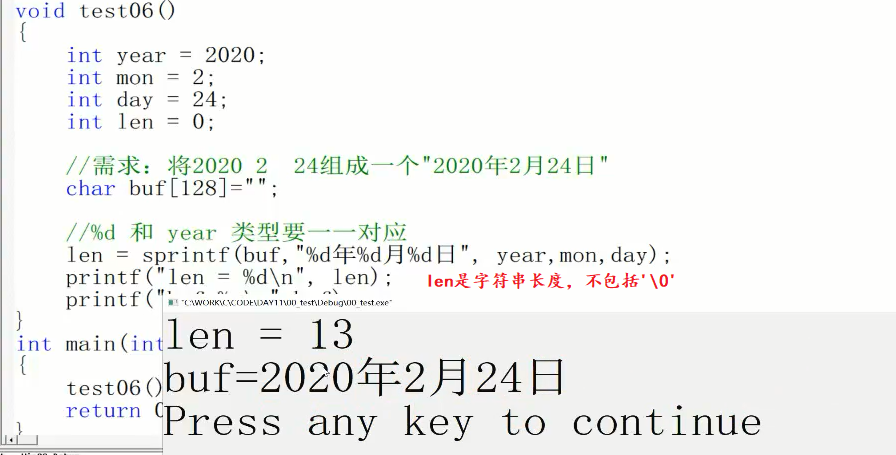 void test06()
{
int year = 2020;
int mon = 2;
int day = 24;
int len = 0;
//需求：将2020 2  24组成一个"2020年2月24日"
char buf[128]="";
//%d 和 year 类型要一一对应
len = sprintf(buf,"%d年%d月%d日", year,mon,day);
printf("len = %d\n", len);
len是字符串长度，不包括'\0'
printf("
"C:\WORK\C\CODE\DAY11\00_test\Debug\00_test.exe"
}
len = 13
int main(int
{
buf=2020年2月24日
test06()
return 0
Press any key to continue
}